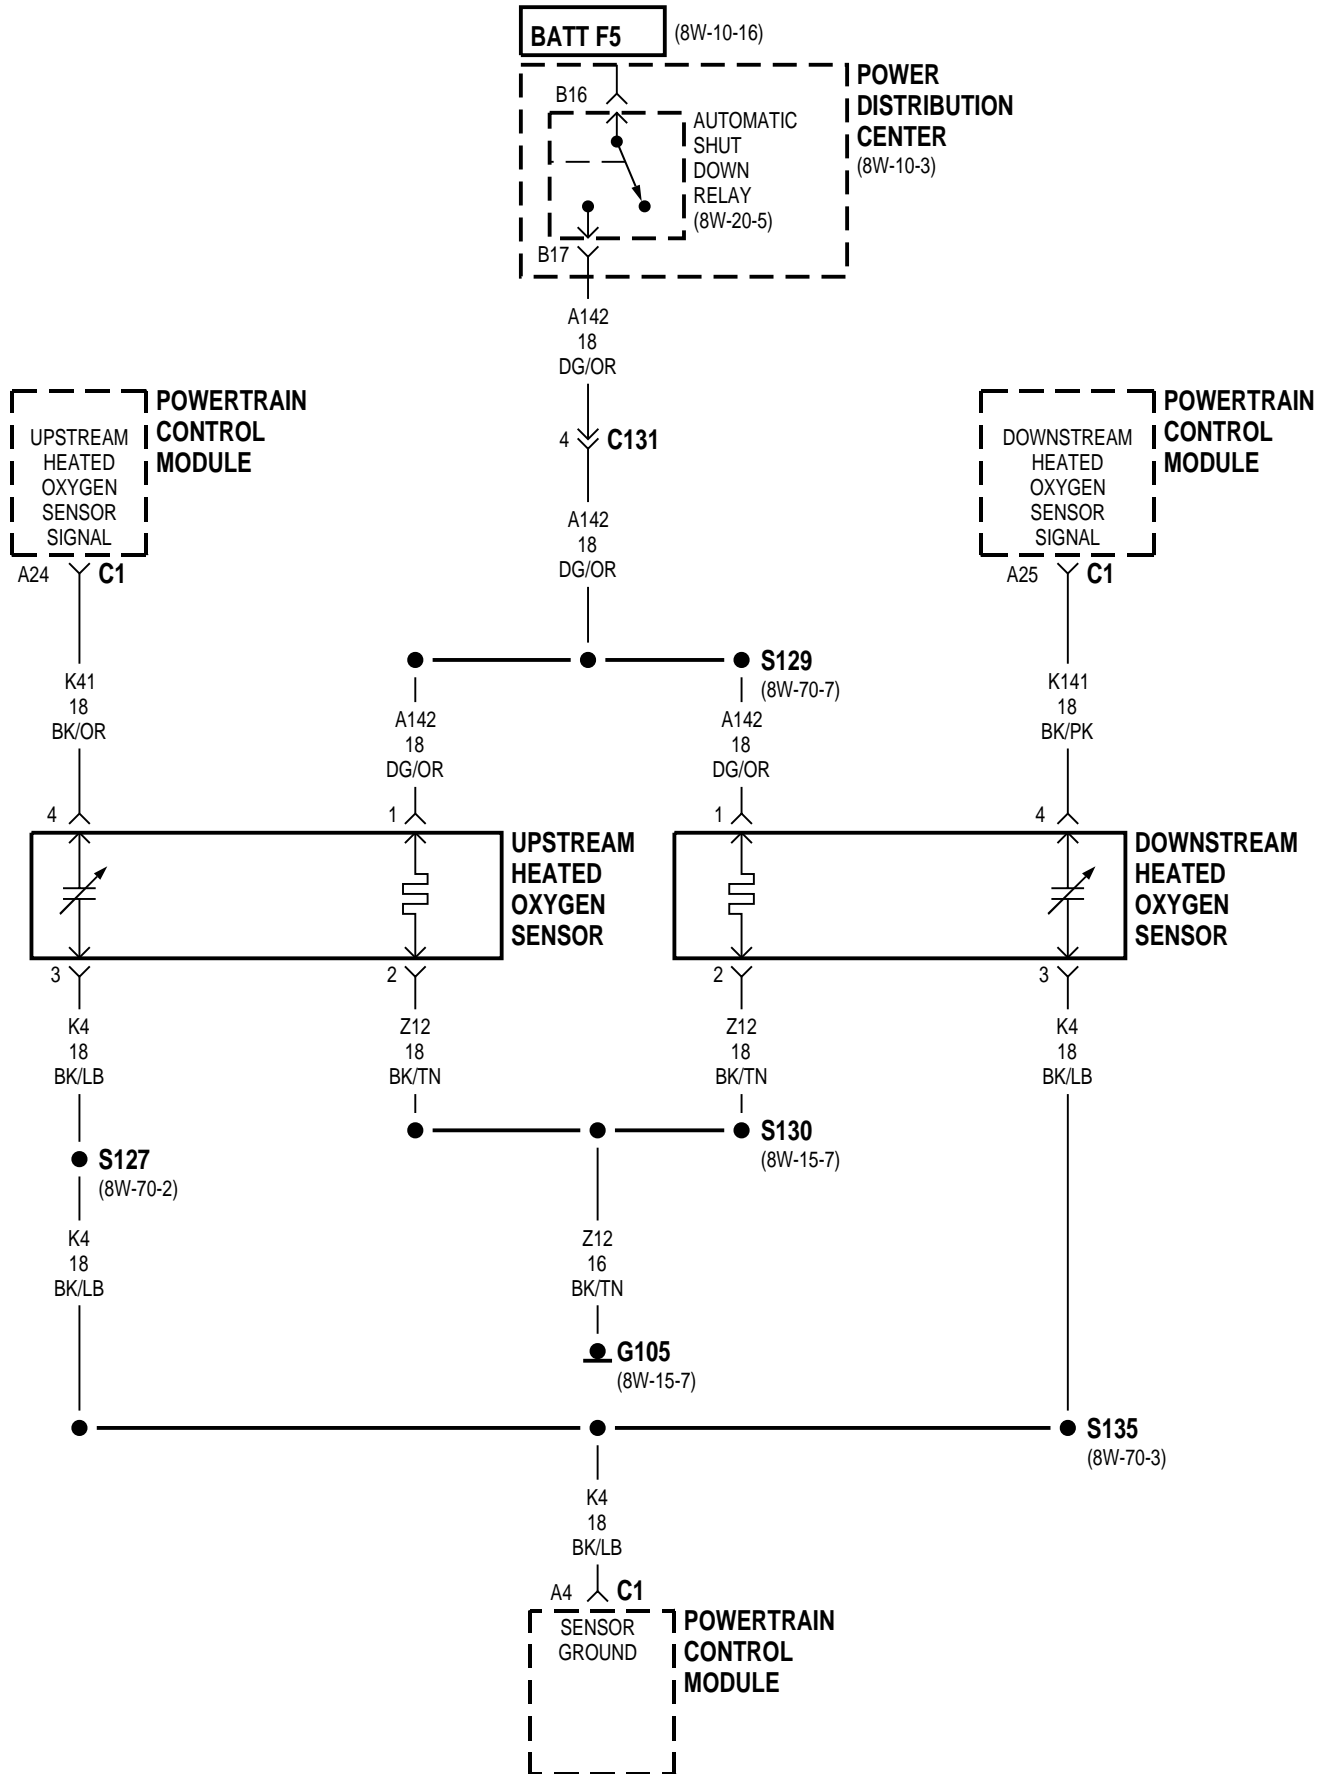 BATT F5
(8W-10-16)
POWER
DISTRIBUTION
CENTER
(8W-10-3)
B16
AUTOMATIC
SHUT
DOWN
RELAY
(8W-20-5)
B17
A142
18
DG/OR
4
C131
A142
18
DG/OR
POWERTRAIN
CONTROL
MODULE
UPSTREAM
HEATED
OXYGEN
SENSOR
SIGNAL
A24
C1
POWERTRAIN
CONTROL
MODULE
DOWNSTREAM
HEATED
OXYGEN
SENSOR
SIGNAL
A25
C1
S129
(8W-70-7)
K41
18
BK/OR
A142
18
DG/OR
A142
18
DG/OR
K141
18
BK/PK
4
1
1
4
UPSTREAM
HEATED
OXYGEN
SENSOR
DOWNSTREAM
HEATED
OXYGEN
SENSOR
3
2
2
3
K4
18
BK/LB
Z12
18
BK/TN
Z12
18
BK/TN
K4
18
BK/LB
S127
(8W-70-2)
S130
(8W-15-7)
K4
18
BK/LB
Z12
16
BK/TN
G105
(8W-15-7)
S135
(8W-70-3)
K4
18
BK/LB
A4
C1
SENSOR
GROUND
POWERTRAIN
CONTROL
MODULE